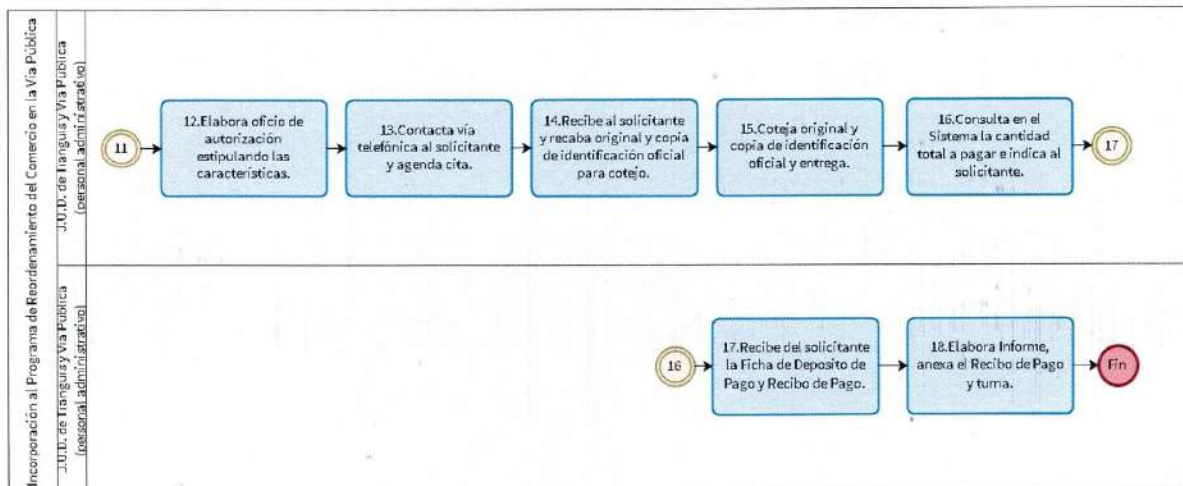 Incorporación al Programa de Reordenamiento del Comercio en la Vía Pública
J.U.D. de Tianguis y Vía Pública
(personal administrativo)
11
12.Elabora oficio de
autorización
estipulando las
características.
13.Contacta vía
telefónica al solicitante
y agenda cita.
14.Recibe al solicitante
y recaba original y copia
de identificación oficial
para cotejo.
15.Coteja original y
copia de identificación
oficial y entrega.
16.Consulta en el
Sistema la cantidad
total a pagar e indica al
solicitante.
17
J.U.D. de Tianguis y Vía Pública
(personal administrativo)
16
17.Recibe del solicitante
la Ficha de Deposito de
Pago y Recibo de Pago.
18.Elabora Informe,
anexa el Recibo de Pago
y turna.
Fin